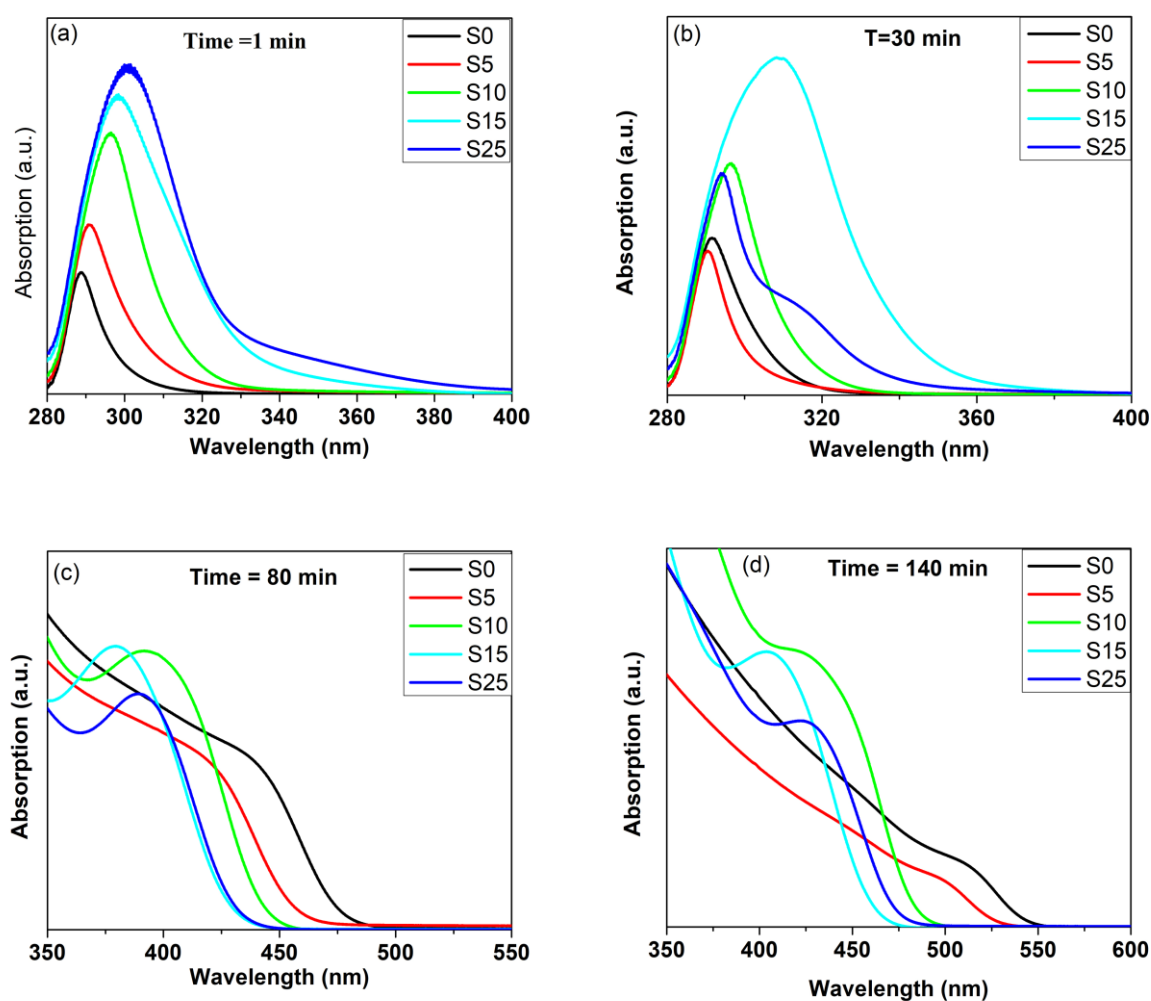 (a)
Time =1 min
S0
S5
S10
S15
S25
Absorption (a.u.)
280 300 320 340 360 380 400
Wavelength (nm)
(b)
T=30 min
S0
S5
S10
S15
S25
Absorption (a.u.)
280 320 360 400
Wavelength (nm)
(c)
Time = 80 min
S0
S5
S10
S15
S25
Absorption (a.u.)
350 400 450 500 550
Wavelength (nm)
(d)
Time = 140 min
S0
S5
S10
S15
S25
Absorption (a.u.)
350 400 450 500 550 600
Wavelength (nm)